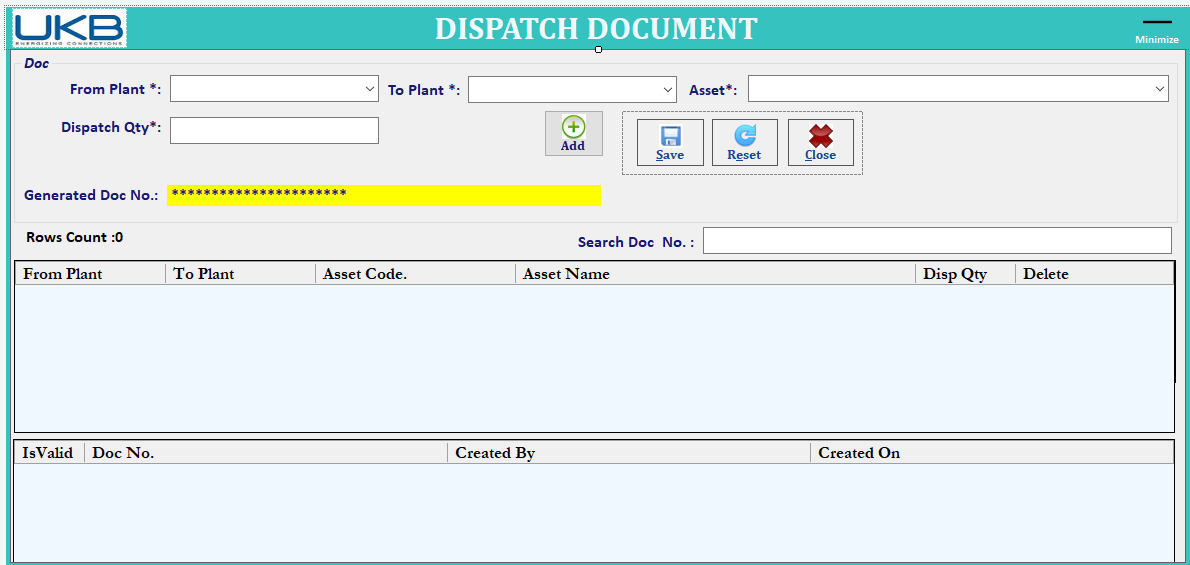 UKB
ENERGIZING CONNECTIONS
DISPATCH DOCUMENT
Minimize
Doc
From Plant *:
To Plant *:
Asset*:
Dispatch Qty*:
Add
Save
Reset
Close
Generated Doc No.: **********************
Rows Count :0
Search Doc No. :
From Plant To Plant Asset Code. Asset Name Disp Qty Delete
IsValid Doc No. Created By Created On